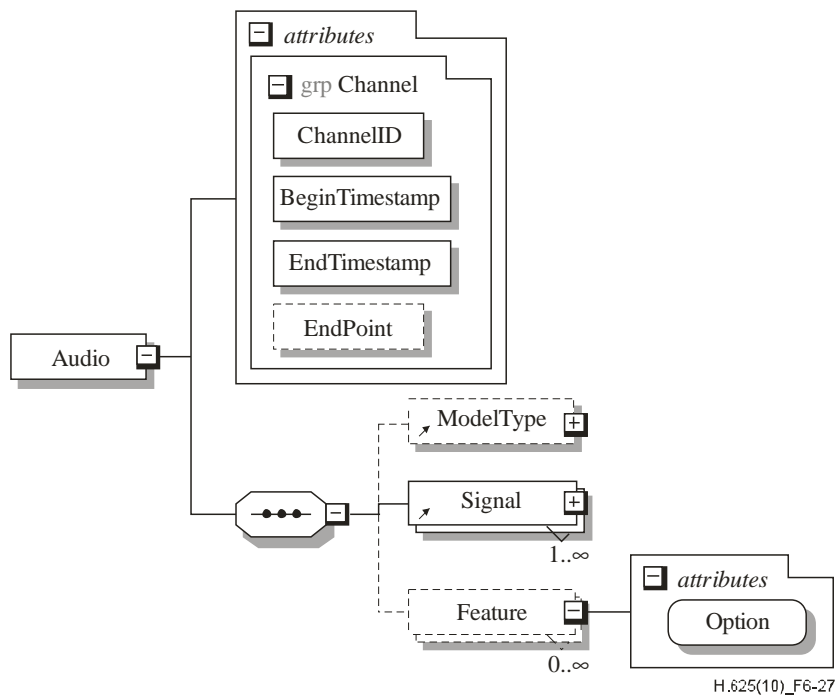 attributes
grp Channel
ChannelID
BeginTimestamp
EndTimestamp
EndPoint
Audio
ModelType
Signal
1..∞
Feature
0..∞
attributes
Option
H.625(10)_F6-27